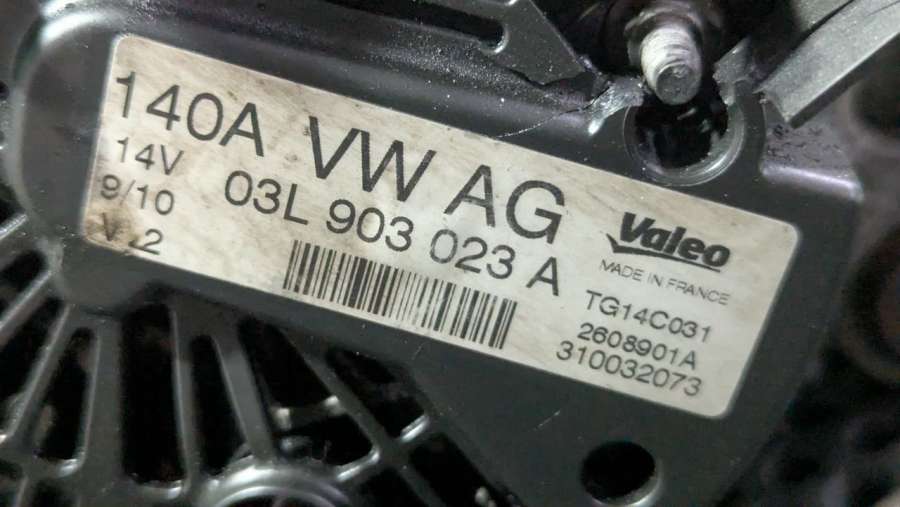 140A VW AG
14V 03L 903 023 A
9/10
Valeo
MADE IN FRANCE
TG14C031
2608901A
310032073